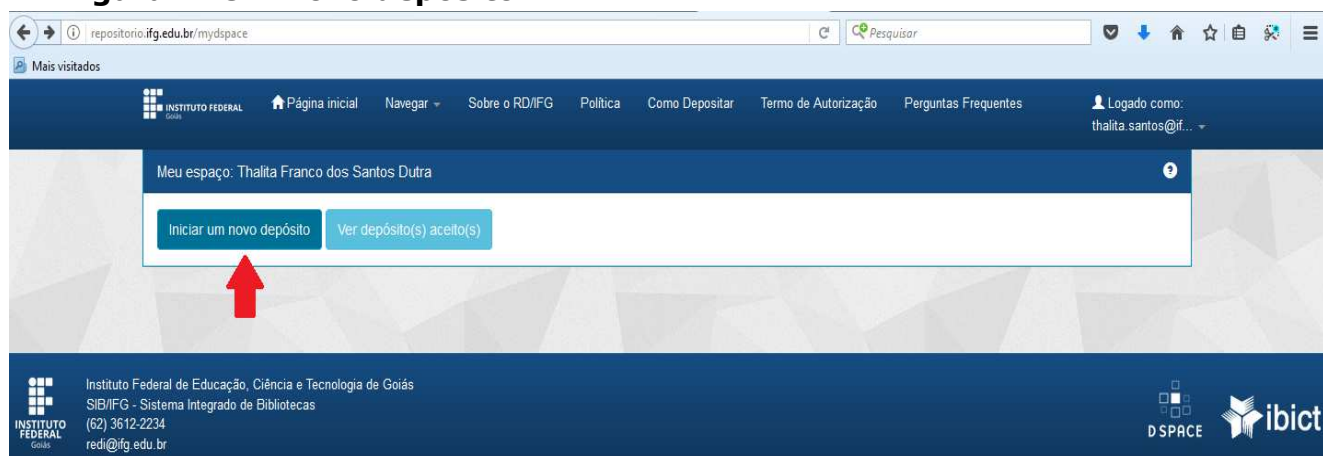 repositorio.ifg.edu.br/mydspace
Pesquisar
Mais visitados
INSTITUTO FEDERAL
Goiás
Página inicial
Navegar
Sobre o RD/IFG
Política
Como Depositar
Termo de Autorização
Perguntas Frequentes
Logado como:
thalita.santos@if...
Meu espaço: Thalita Franco dos Santos Dutra
Iniciar um novo depósito
Ver depósito(s) aceito(s)
Instituto Federal de Educação, Ciência e Tecnologia de Goiás
SIB/IFG - Sistema Integrado de Bibliotecas
(62) 3612-2234
redi@ifg.edu.br
INSTITUTO
FEDERAL
Goiás
DSPACE
ibict